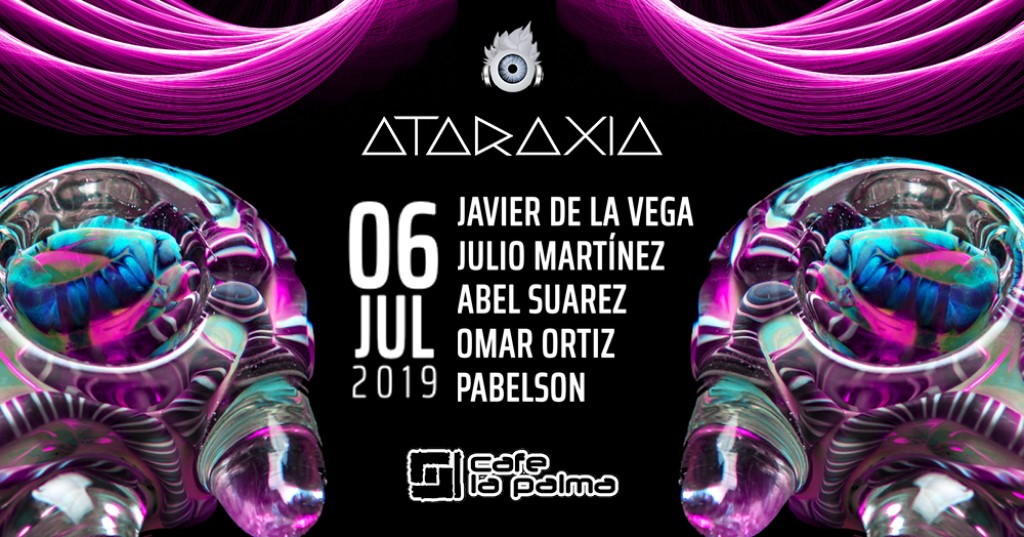 ATARAXIA
06
JUL
2019
JAVIER DE LA VEGA
JULIO MARTÍNEZ
ABEL SUAREZ
OMAR ORTIZ
PABELSON
cafe
la palma